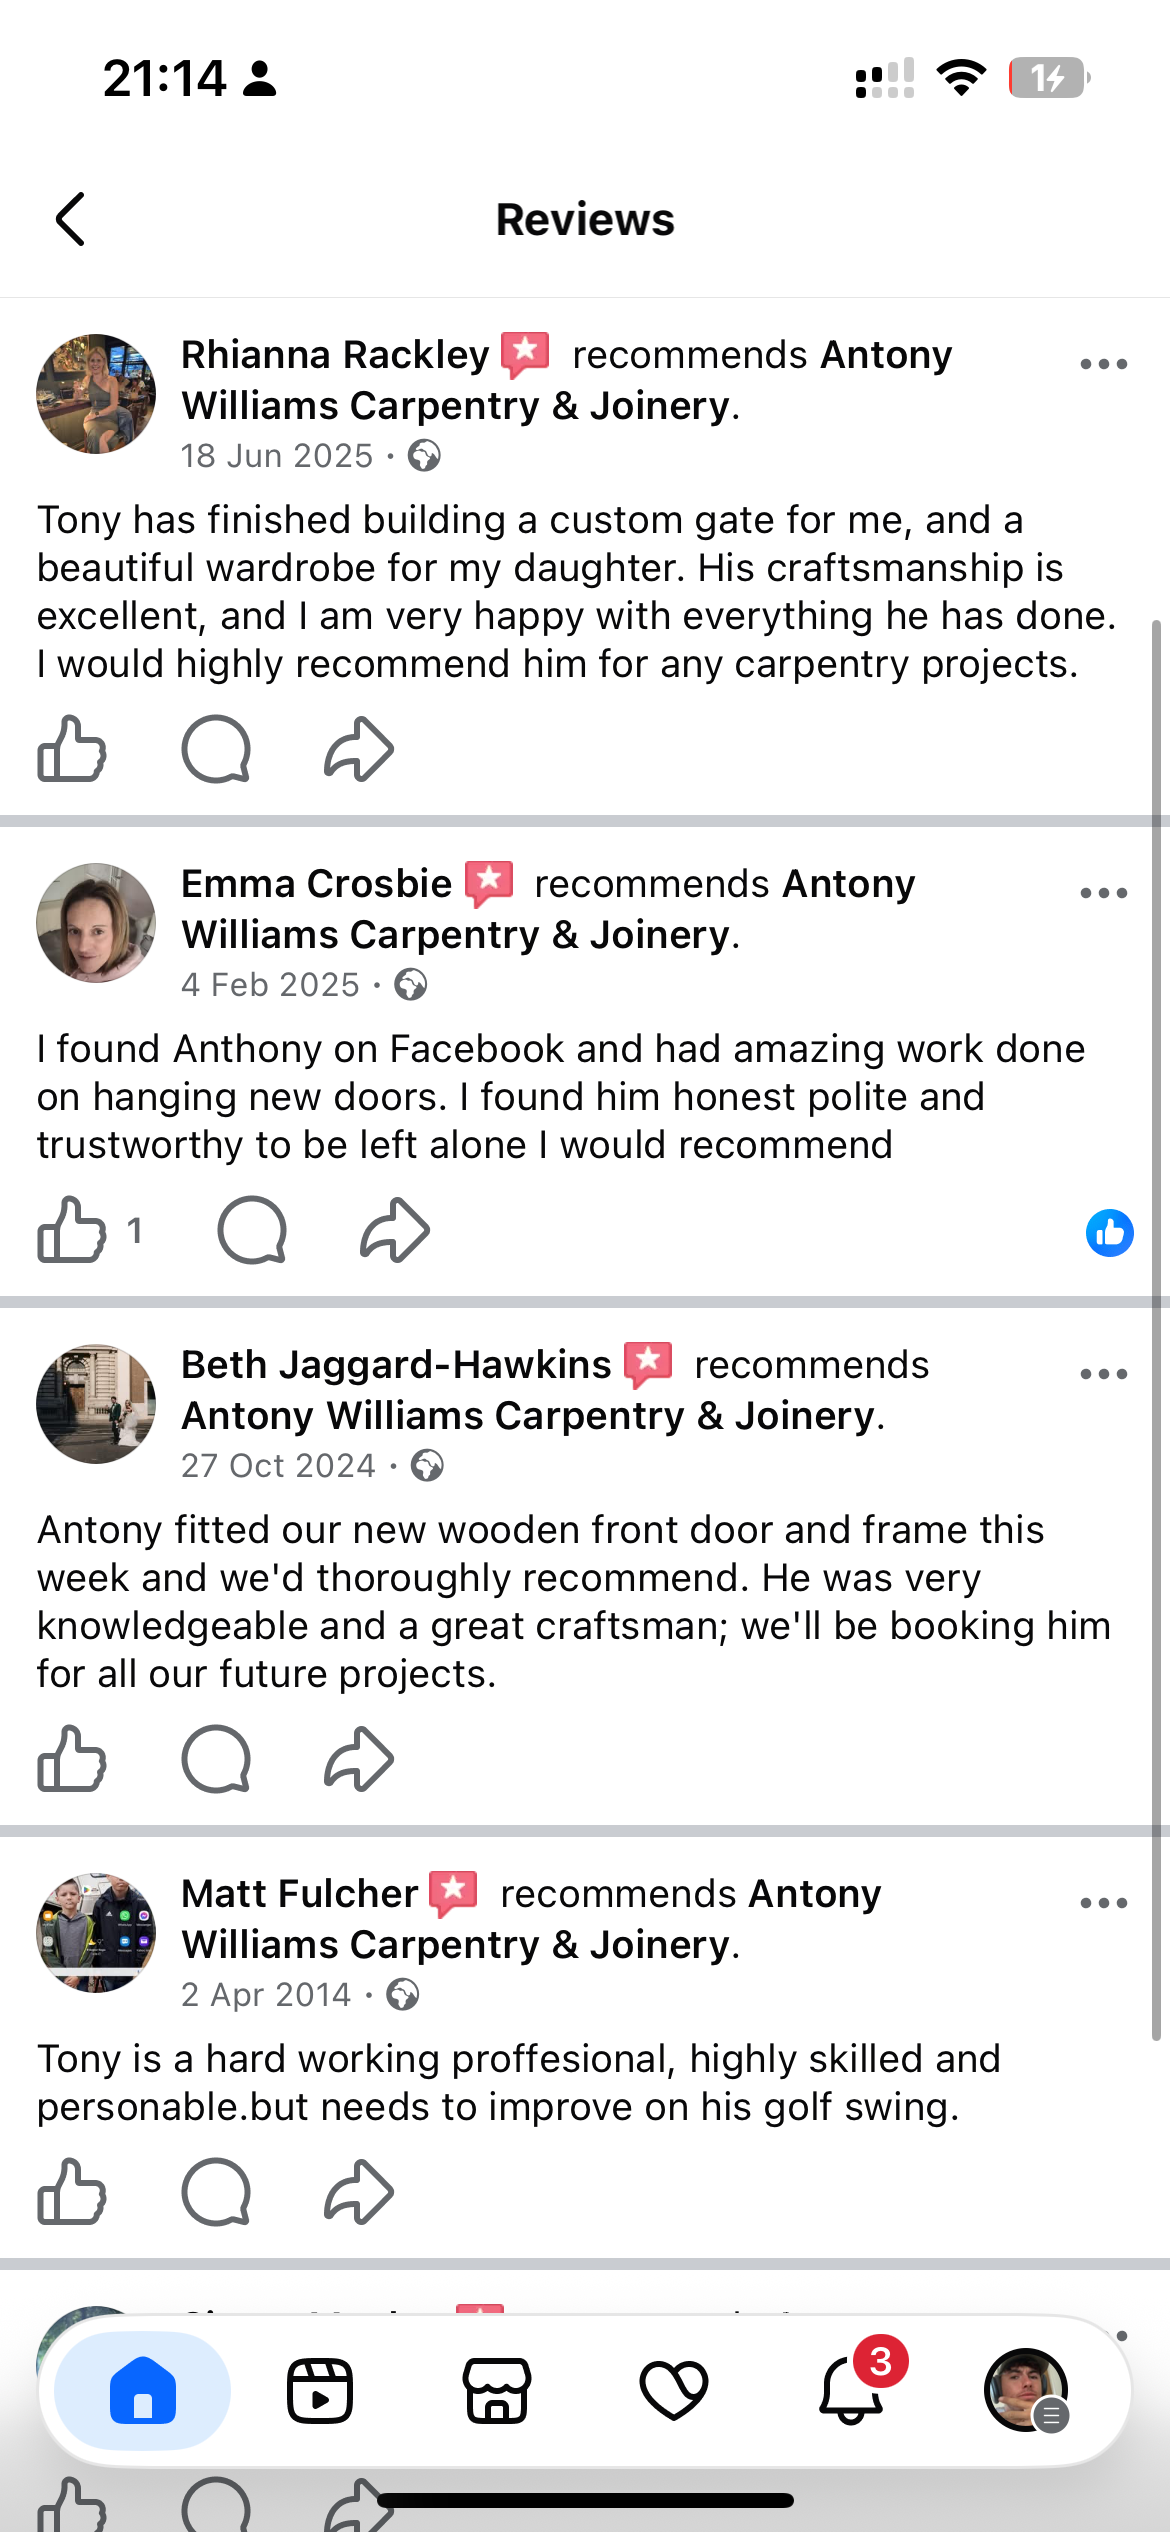 21:14
1
Reviews
Rhianna Rackley recommends Antony
Williams Carpentry & Joinery.
18 Jun 2025 ·
Tony has finished building a custom gate for me, and a
beautiful wardrobe for my daughter. His craftsmanship is
excellent, and I am very happy with everything he has done.
I would highly recommend him for any carpentry projects.
Emma Crosbie recommends Antony
Williams Carpentry & Joinery.
4 Feb 2025 ·
I found Anthony on Facebook and had amazing work done
on hanging new doors. I found him honest polite and
trustworthy to be left alone I would recommend
1
Beth Jaggard-Hawkins recommends
Antony Williams Carpentry & Joinery.
27 Oct 2024 ·
Antony fitted our new wooden front door and frame this
week and we'd thoroughly recommend. He was very
knowledgeable and a great craftsman; we'll be booking him
for all our future projects.
Matt Fulcher recommends Antony
Williams Carpentry & Joinery.
2 Apr 2014 ·
Tony is a hard working proffesional, highly skilled and
personable.but needs to improve on his golf swing.
3